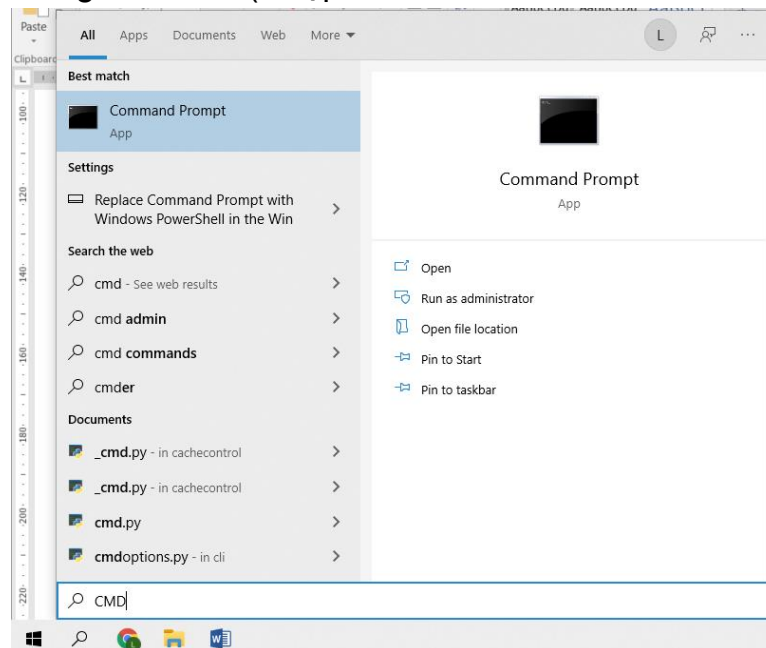 Paste
Clipboard
All Apps Documents Web More
L
Best match
Command Prompt
App
Settings
Replace Command Prompt with
Windows PowerShell in the Win
Search the web
cmd - See web results
cmd admin
cmd commands
cmder
Documents
_cmd.py - in cachecontrol
_cmd.py - in cachecontrol
cmd.py
cmdoptions.py - in cli
Command Prompt
App
Open
Run as administrator
Open file location
Pin to Start
Pin to taskbar
CMD
100
120
140
160
180
200
220